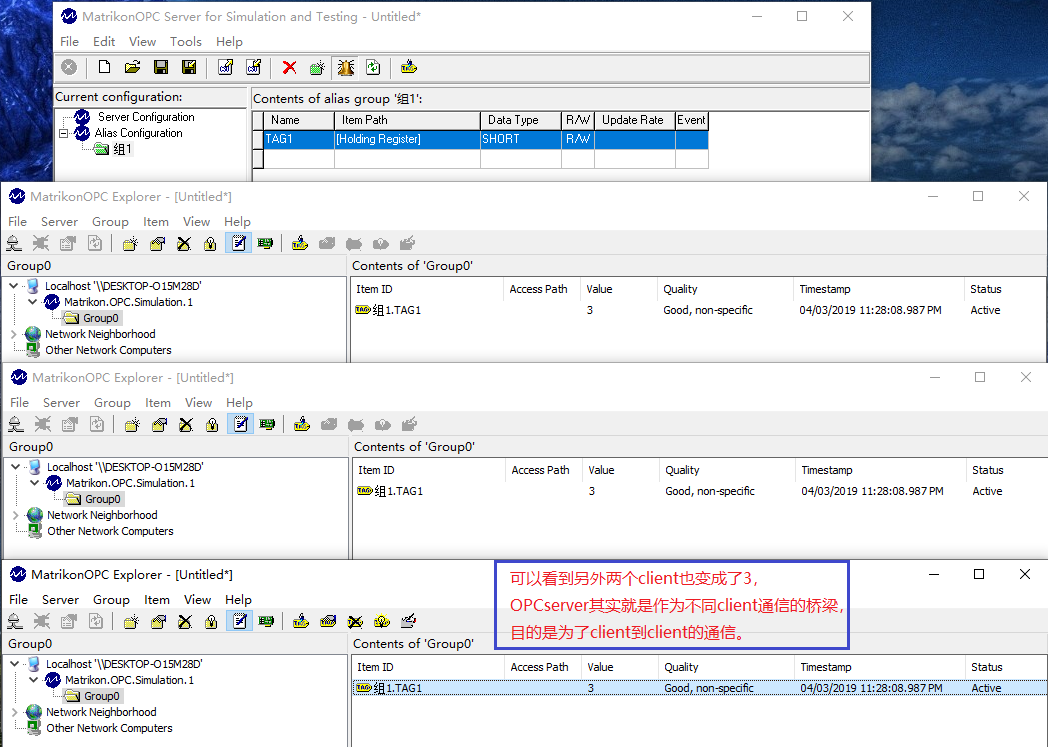 MatrikonOPC Server for Simulation and Testing - Untitled*
File Edit View Tools Help
Current configuration:
Contents of alias group '组1':
Server Configuration
Alias Configuration
组1
Name Item Path Data Type R/W Update Rate Event
TAG1 [Holding Register] SHORT R/W
MatrikonOPC Explorer - [Untitled*]
File Server Group Item View Help
Group0
Contents of 'Group0'
Localhost '\\DESKTOP-O15M28D'
Matrikon.OPC.Simulation.1
Group0
Network Neighborhood
Other Network Computers
Item ID Access Path Value Quality Timestamp Status
TAG 组1.TAG1 3 Good, non-specific 04/03/2019 11:28:08.987 PM Active
MatrikonOPC Explorer - [Untitled*]
File Server Group Item View Help
Group0
Contents of 'Group0'
Localhost '\\DESKTOP-O15M28D'
Matrikon.OPC.Simulation.1
Group0
Network Neighborhood
Other Network Computers
Item ID Access Path Value Quality Timestamp Status
TAG 组1.TAG1 3 Good, non-specific 04/03/2019 11:28:08.987 PM Active
MatrikonOPC Explorer - [Untitled*]
File Server Group Item View Help
可以看到另外两个client也变成了3，
OPCserver其实就是作为不同client通信的桥梁，
目的是为了client到client的通信。
Group0
Contents of 'Group0'
Localhost '\\DESKTOP-O15M28D'
Matrikon.OPC.Simulation.1
Group0
Network Neighborhood
Other Network Computers
Item ID Access Path Value Quality Timestamp Status
TAG 组1.TAG1 3 Good, non-specific 04/03/2019 11:28:08.987 PM Active